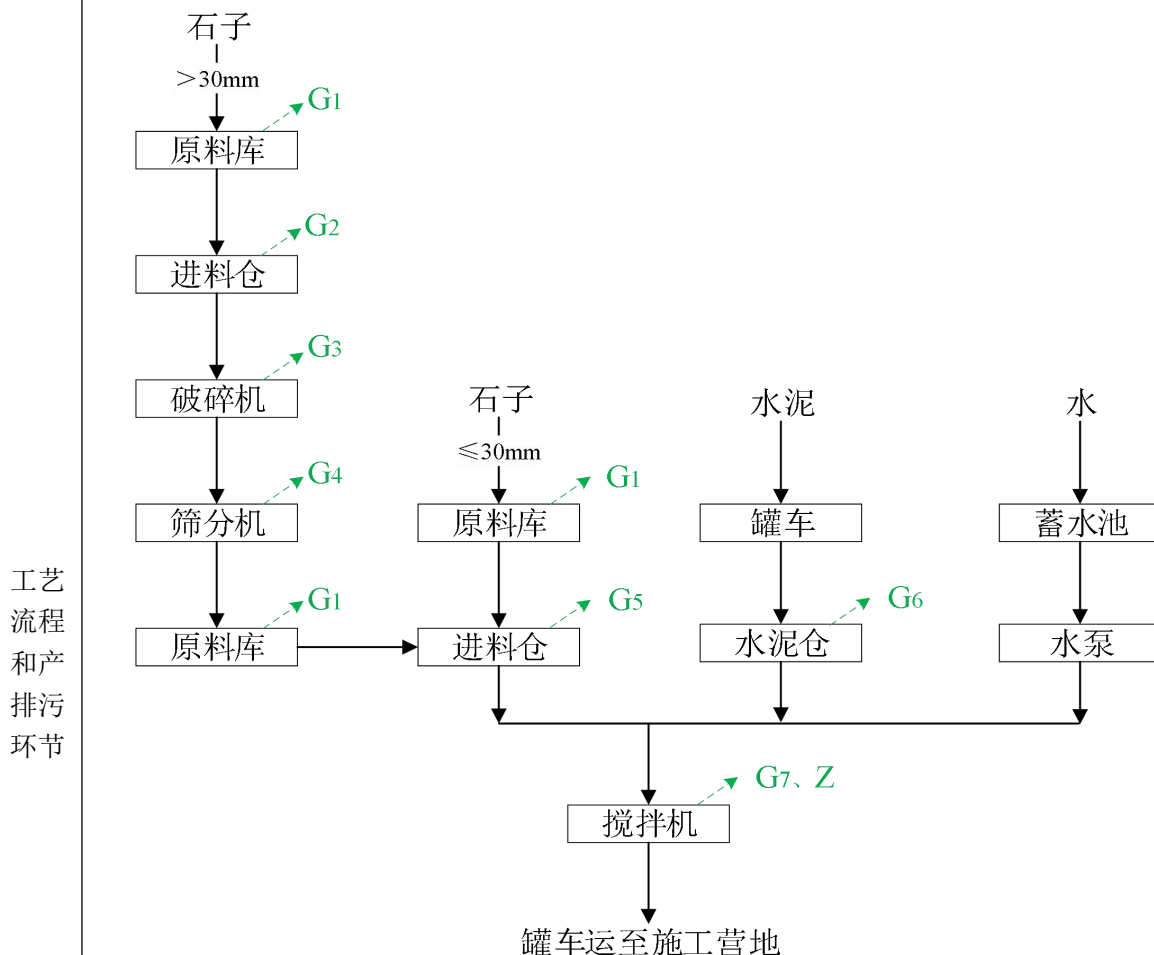 石子
>30mm
G1
原料库
G2
进料仓
G3
破碎机
G4
筛分机
G1
原料库
石子
≤30mm
G1
原料库
G5
进料仓
水泥
罐车
G6
水泥仓
水
蓄水池
水泵
G7、Z
搅拌机
罐车运至施工营地
工艺
流程
和产
排污
环节